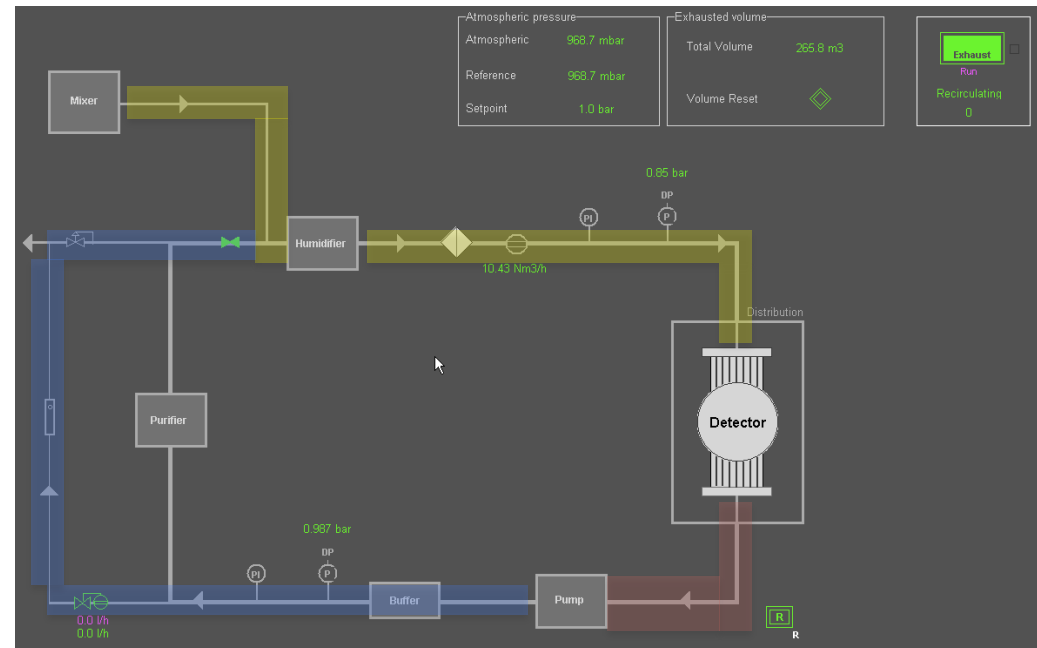 Atmospheric pressure
Atmospheric 968.7 mbar
Reference 968.7 mbar
Setpoint 1.0 bar
Exhausted volume
Total Volume 265.8 m3
Volume Reset
Exhaust
Run
Recirculating
0
Mixer
0.85 bar
DP
PI
P
Humidifier
10.43 Nm3/h
Distribution
Detector
Purifier
0.987 bar
DP
PI
P
Buffer
Pump
0.0 l/h
0.0 l/h
R
R